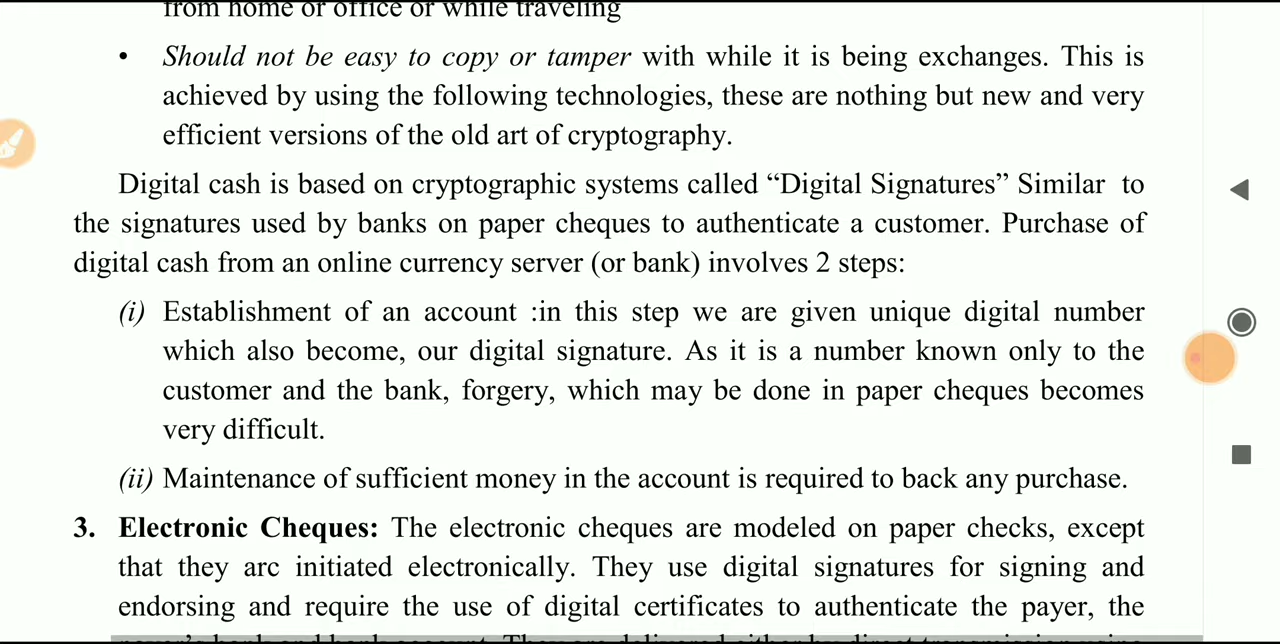 from home or office or while traveling
• Should not be easy to copy or tamper with while it is being exchanges. This is
achieved by using the following technologies, these are nothing but new and very
efficient versions of the old art of cryptography.
Digital cash is based on cryptographic systems called “Digital Signatures” Similar to
the signatures used by banks on paper cheques to authenticate a customer. Purchase of
digital cash from an online currency server (or bank) involves 2 steps:
(i) Establishment of an account :in this step we are given unique digital number
which also become, our digital signature. As it is a number known only to the
customer and the bank, forgery, which may be done in paper cheques becomes
very difficult.
(ii) Maintenance of sufficient money in the account is required to back any purchase.
3. Electronic Cheques: The electronic cheques are modeled on paper checks, except
that they arc initiated electronically. They use digital signatures for signing and
endorsing and require the use of digital certificates to authenticate the payer, the